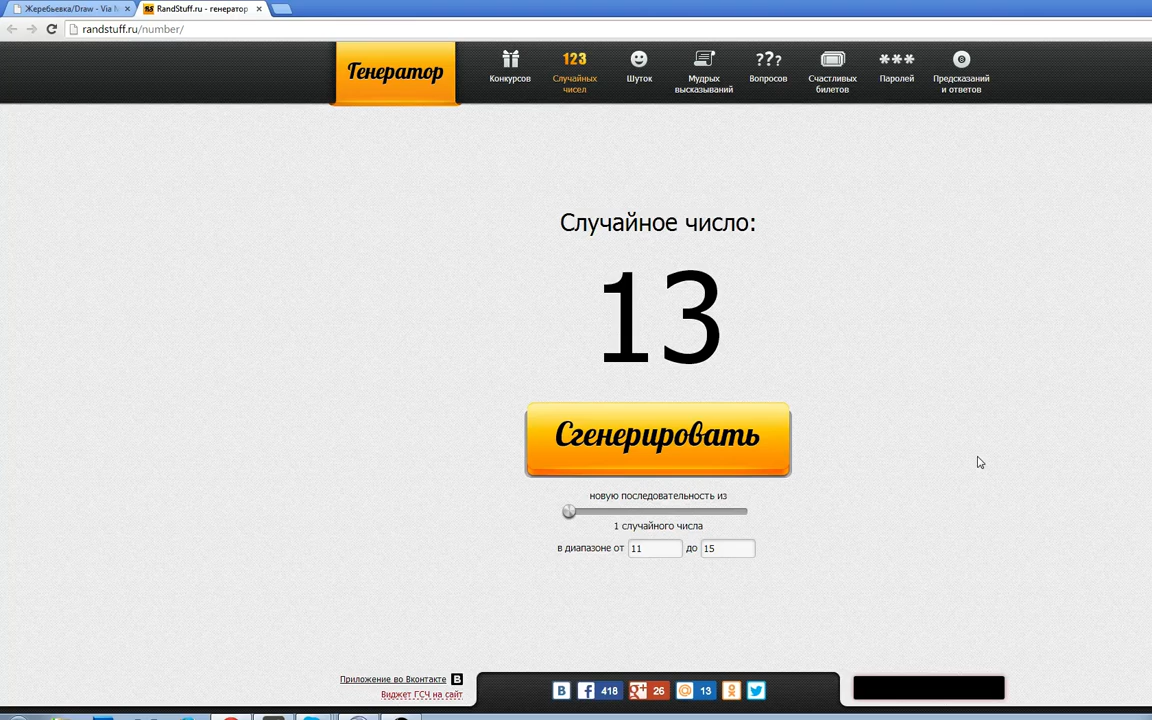 Жеребьевка/Draw - Via
RandStuff.ru - генератор
randstuff.ru/number/
Генератор
Конкурсов
123
Случайных
чисел
Шуток
Мудрых
высказываний
???
Вопросов
Счастливых
билетов
***
Паролей
Предсказаний
и ответов
Случайное число:
13
Сгенерировать
новую последовательность из
1 случайного числа
в диапазоне от 11 до 15
Приложение во Вконтакте B
Виджет ГСЧ на сайт
B f 418 g+ 26 @ 13